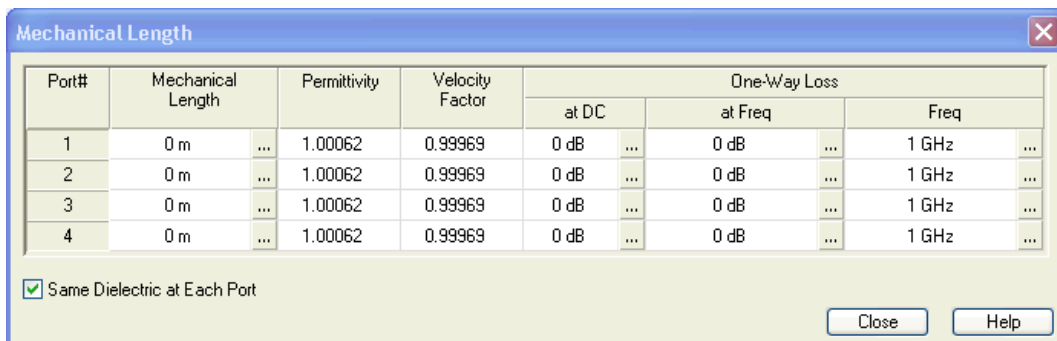 Mechanical Length
Port# Mechanical Length Permittivity Velocity Factor One-Way Loss
at DC at Freq Freq
1 0 m ... 1.00062 0.99969 0 dB ... 0 dB ... 1 GHz ...
2 0 m ... 1.00062 0.99969 0 dB ... 0 dB ... 1 GHz ...
3 0 m ... 1.00062 0.99969 0 dB ... 0 dB ... 1 GHz ...
4 0 m ... 1.00062 0.99969 0 dB ... 0 dB ... 1 GHz ...
Same Dielectric at Each Port
Close Help